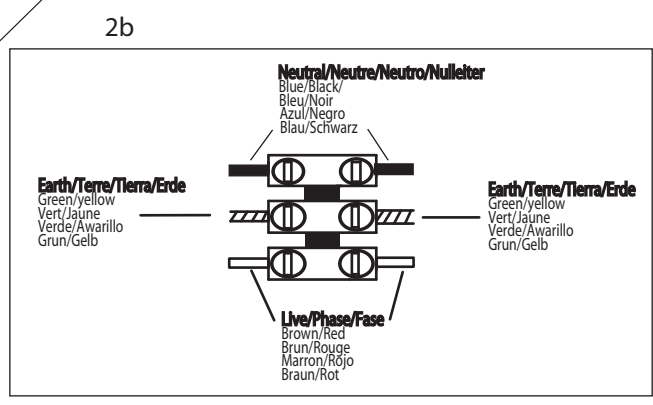 2b
Neutral/Neutre/Neutro/Nulleiter
Blue/Black/
Bleu/Noir
Azul/Negro
Blau/Schwarz
Earth/Terre/Tierra/Erde
Green/yellow
Vert/Jaune
Verde/Awarillo
Grun/Gelb
Earth/Terre/Tierra/Erde
Green/yellow
Vert/Jaune
Verde/Awarillo
Grun/Gelb
Live/Phase/Fase
Brown/Red
Brun/Rouge
Marron/Rojo
Braun/Rot